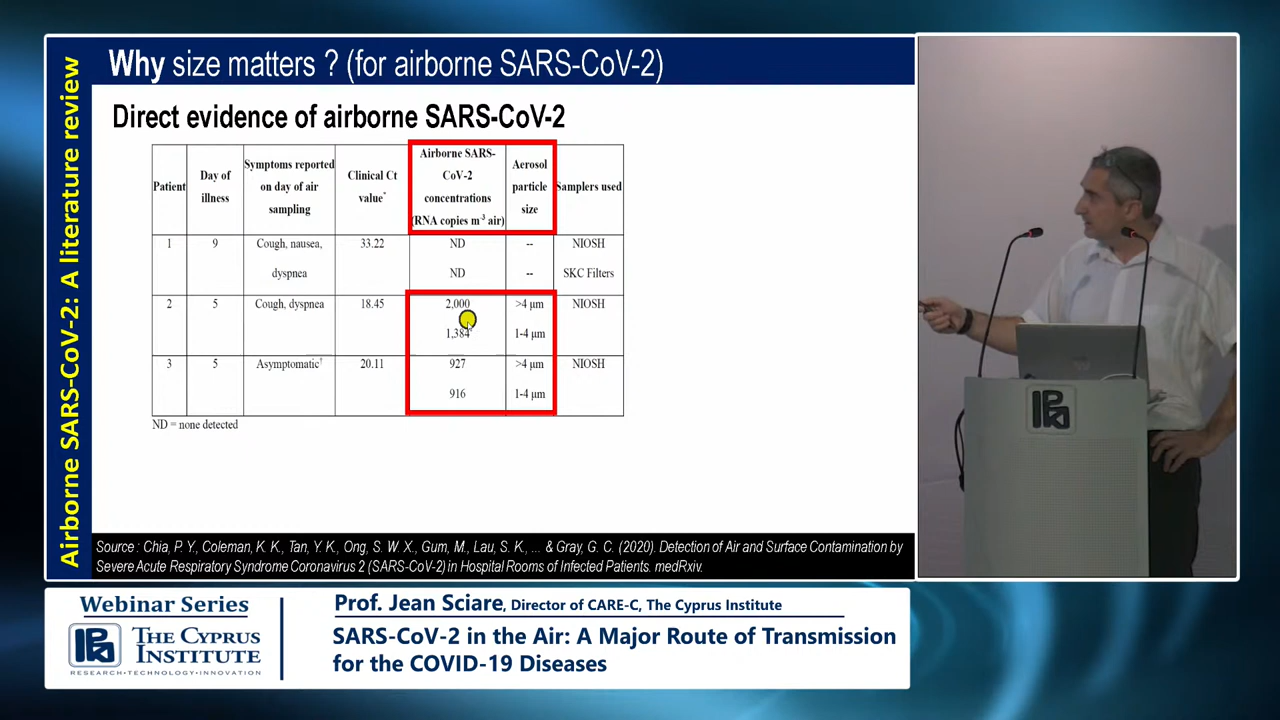 Airborne SARS-CoV-2: A literature review
Why size matters ? (for airborne SARS-CoV-2)
Direct evidence of airborne SARS-CoV-2
Patient
Day of
illness
Symptoms reported
on day of air
sampling
Clinical Ct
value*
Airborne SARS-
CoV-2
concentrations
(RNA copies m-3 air)
Aerosol
particle
size
Samplers used
1 9 Cough, nausea, 33.22 ND -- NIOSH
dyspnea ND -- SKC Filters
2 5 Cough, dyspnea 18.45 2,000 >4 µm NIOSH
1,384 1-4 µm
3 5 Asymptomatic† 20.11 927 >4 µm NIOSH
916 1-4 µm
ND = none detected
Source : Chia, P. Y., Coleman, K. K., Tan, Y. K., Ong, S. W. X., Gum, M., Lau, S. K., ... & Gray, G. C. (2020). Detection of Air and Surface Contamination by
Severe Acute Respiratory Syndrome Coronavirus 2 (SARS-CoV-2) in Hospital Rooms of Infected Patients. medRxiv.
Webinar Series
THE CYPRUS
INSTITUTE
RESEARCH•TECHNOLOGY•INNOVATION
Prof. Jean Sciare, Director of CARE-C, The Cyprus Institute
SARS-CoV-2 in the Air: A Major Route of Transmission
for the COVID-19 Diseases